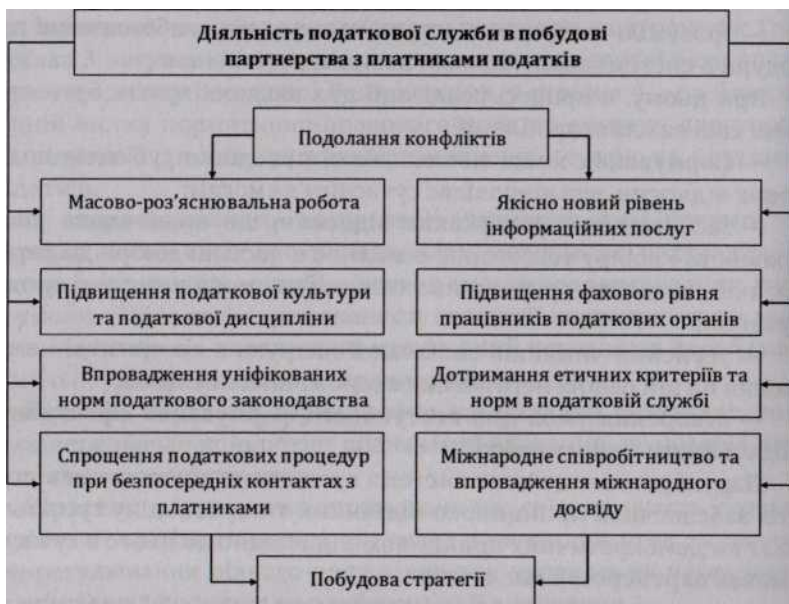 Діяльність податкової служби в побудові
партнерства з платниками податків
Подолання конфліктів
Масово-роз'яснювальна робота
Якісно новий рівень
інформаційних послуг
Підвищення податкової культури
та податкової дисципліни
Підвищення фахового рівня
працівників податкових органів
Впровадження уніфікованих
норм податкового законодавства
Дотримання етичних критеріїв та
норм в податковій службі
Спрощення податкових процедур
при безпосередніх контактах з
платниками
Міжнародне співробітництво та
впровадження міжнародного
досвіду
Побудова стратегії